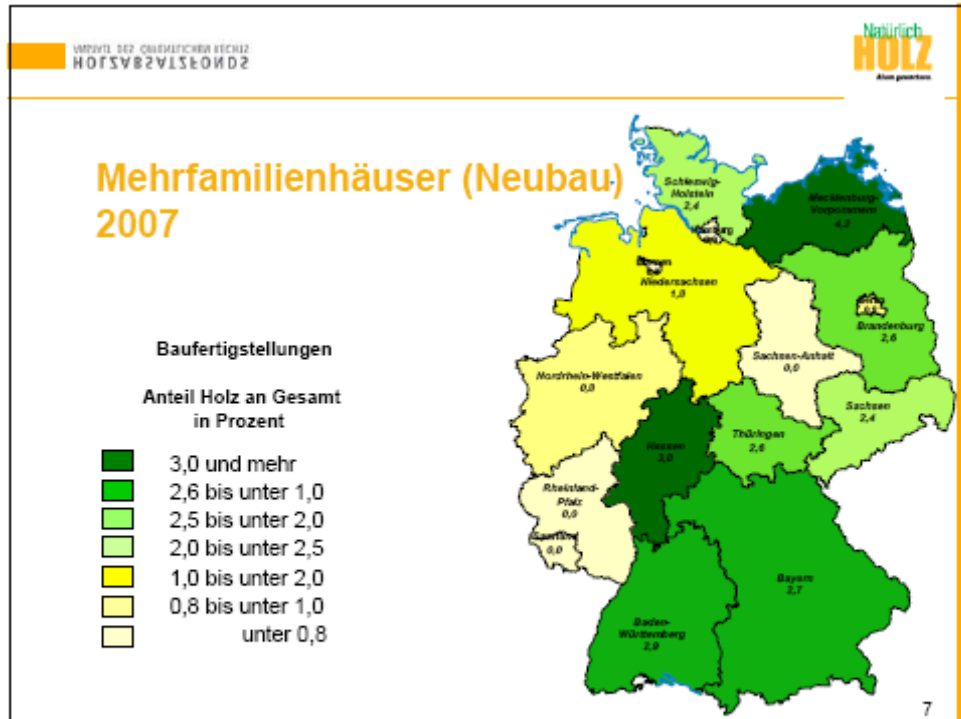 ANSTALT DES ÖFFENTLICHEN RECHTS
HOLZABSATZFONDS
Natürlich
HOLZ
Mehrfamilienhäuser (Neubau)
2007
Baufertigstellungen
Anteil Holz an Gesamt
in Prozent
3,0 und mehr
2,6 bis unter 1,0
2,5 bis unter 2,0
2,0 bis unter 2,5
1,0 bis unter 2,0
0,8 bis unter 1,0
unter 0,8
Schleswig-
Holstein
2,4
Mecklenburg-
Vorpommern
Niedersachsen
1,0
Brandenburg
2,6
Sachsen-Anhalt
0,0
Nordrhein-Westfalen
Sachsen
2,4
Thüringen
2,6
Hessen
3,0
Rheinland-
Pfalz
0,0
Saarland
0,0
Bayern
2,7
Baden-
Württemberg
2,9
7